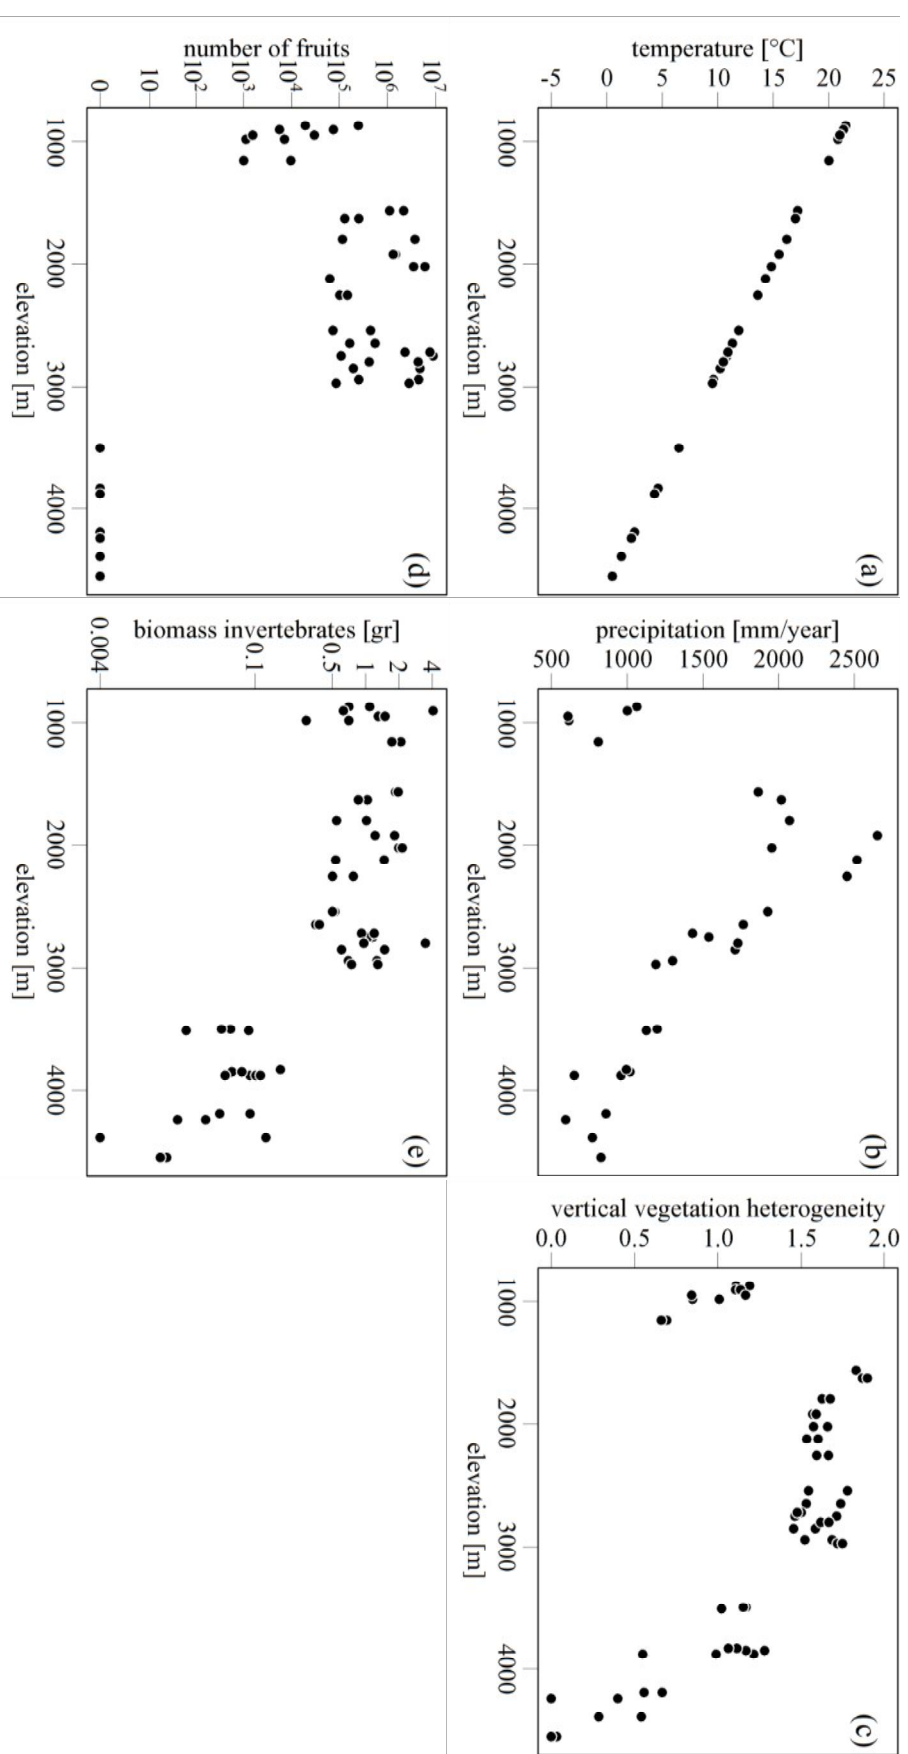 (a)
temperature [°C]
25
20
15
10
5
0
-5
1000 2000 3000 4000
elevation [m]
(b)
precipitation [mm/year]
2500
2000
1500
1000
500
1000 2000 3000 4000
elevation [m]
(c)
vertical vegetation heterogeneity
2.0
1.5
1.0
0.5
0.0
1000 2000 3000 4000
elevation [m]
(d)
number of fruits
10⁷
10⁶
10⁵
10⁴
10³
10²
10
0
1000 2000 3000 4000
elevation [m]
(e)
biomass invertebrates [gr]
4
2
1
0.5
0.1
0.004
1000 2000 3000 4000
elevation [m]